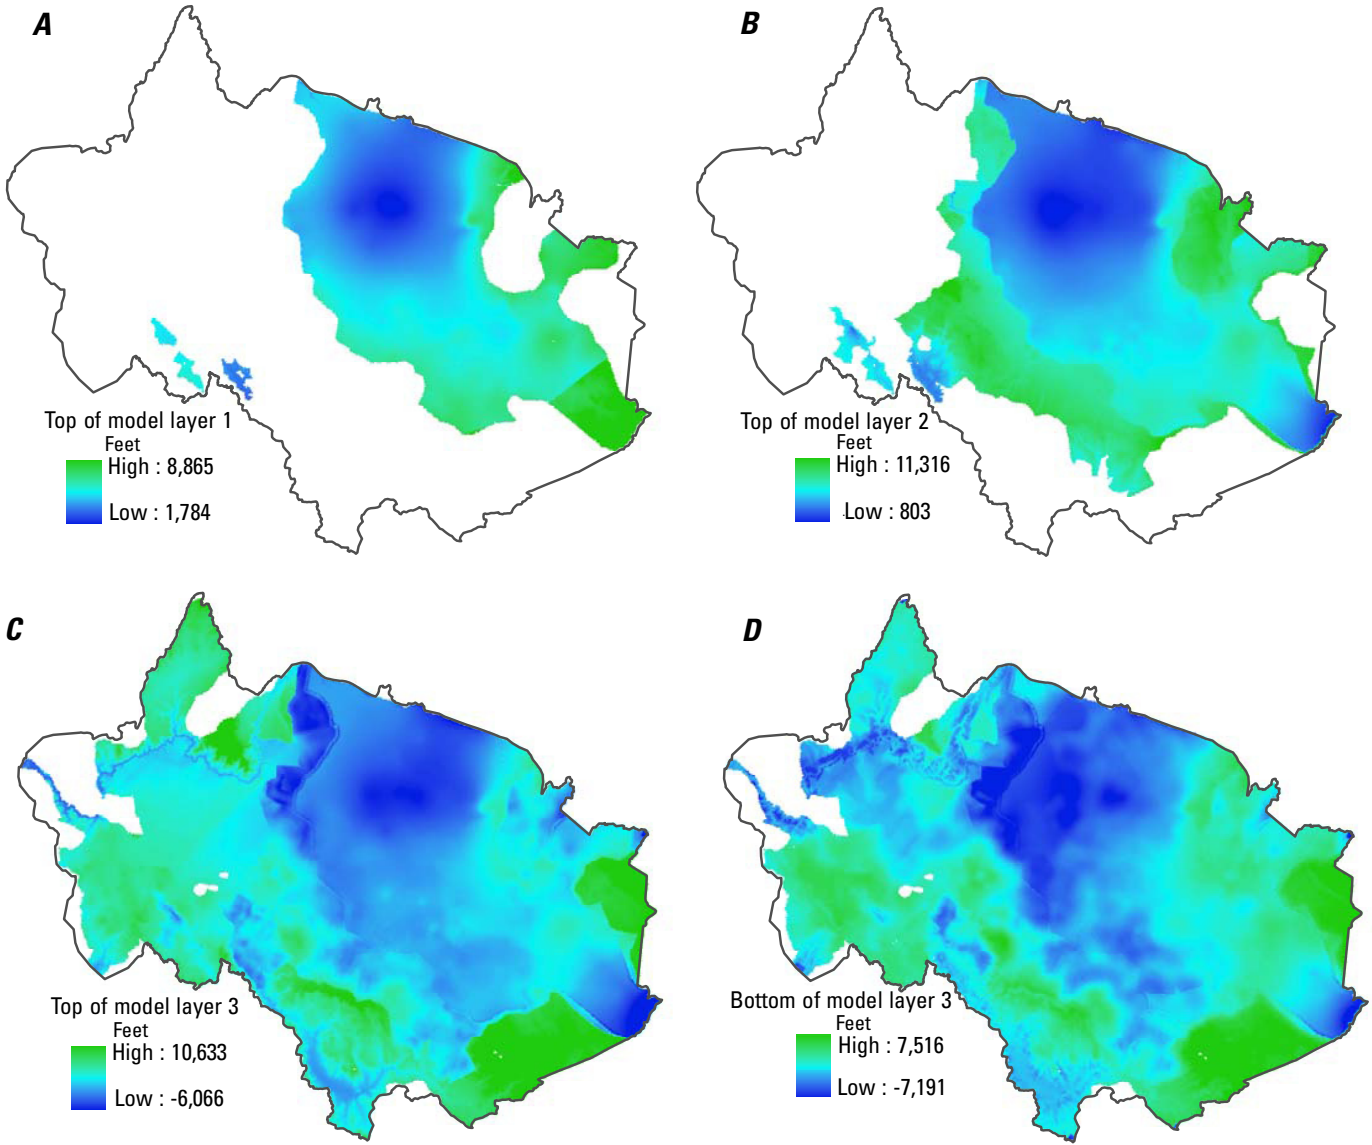 A
Top of model layer 1
Feet
High : 8,865
Low : 1,784
B
Top of model layer 2
Feet
High : 11,316
Low : 803
C
Top of model layer 3
Feet
High : 10,633
Low : -6,066
D
Bottom of model layer 3
Feet
High : 7,516
Low : -7,191